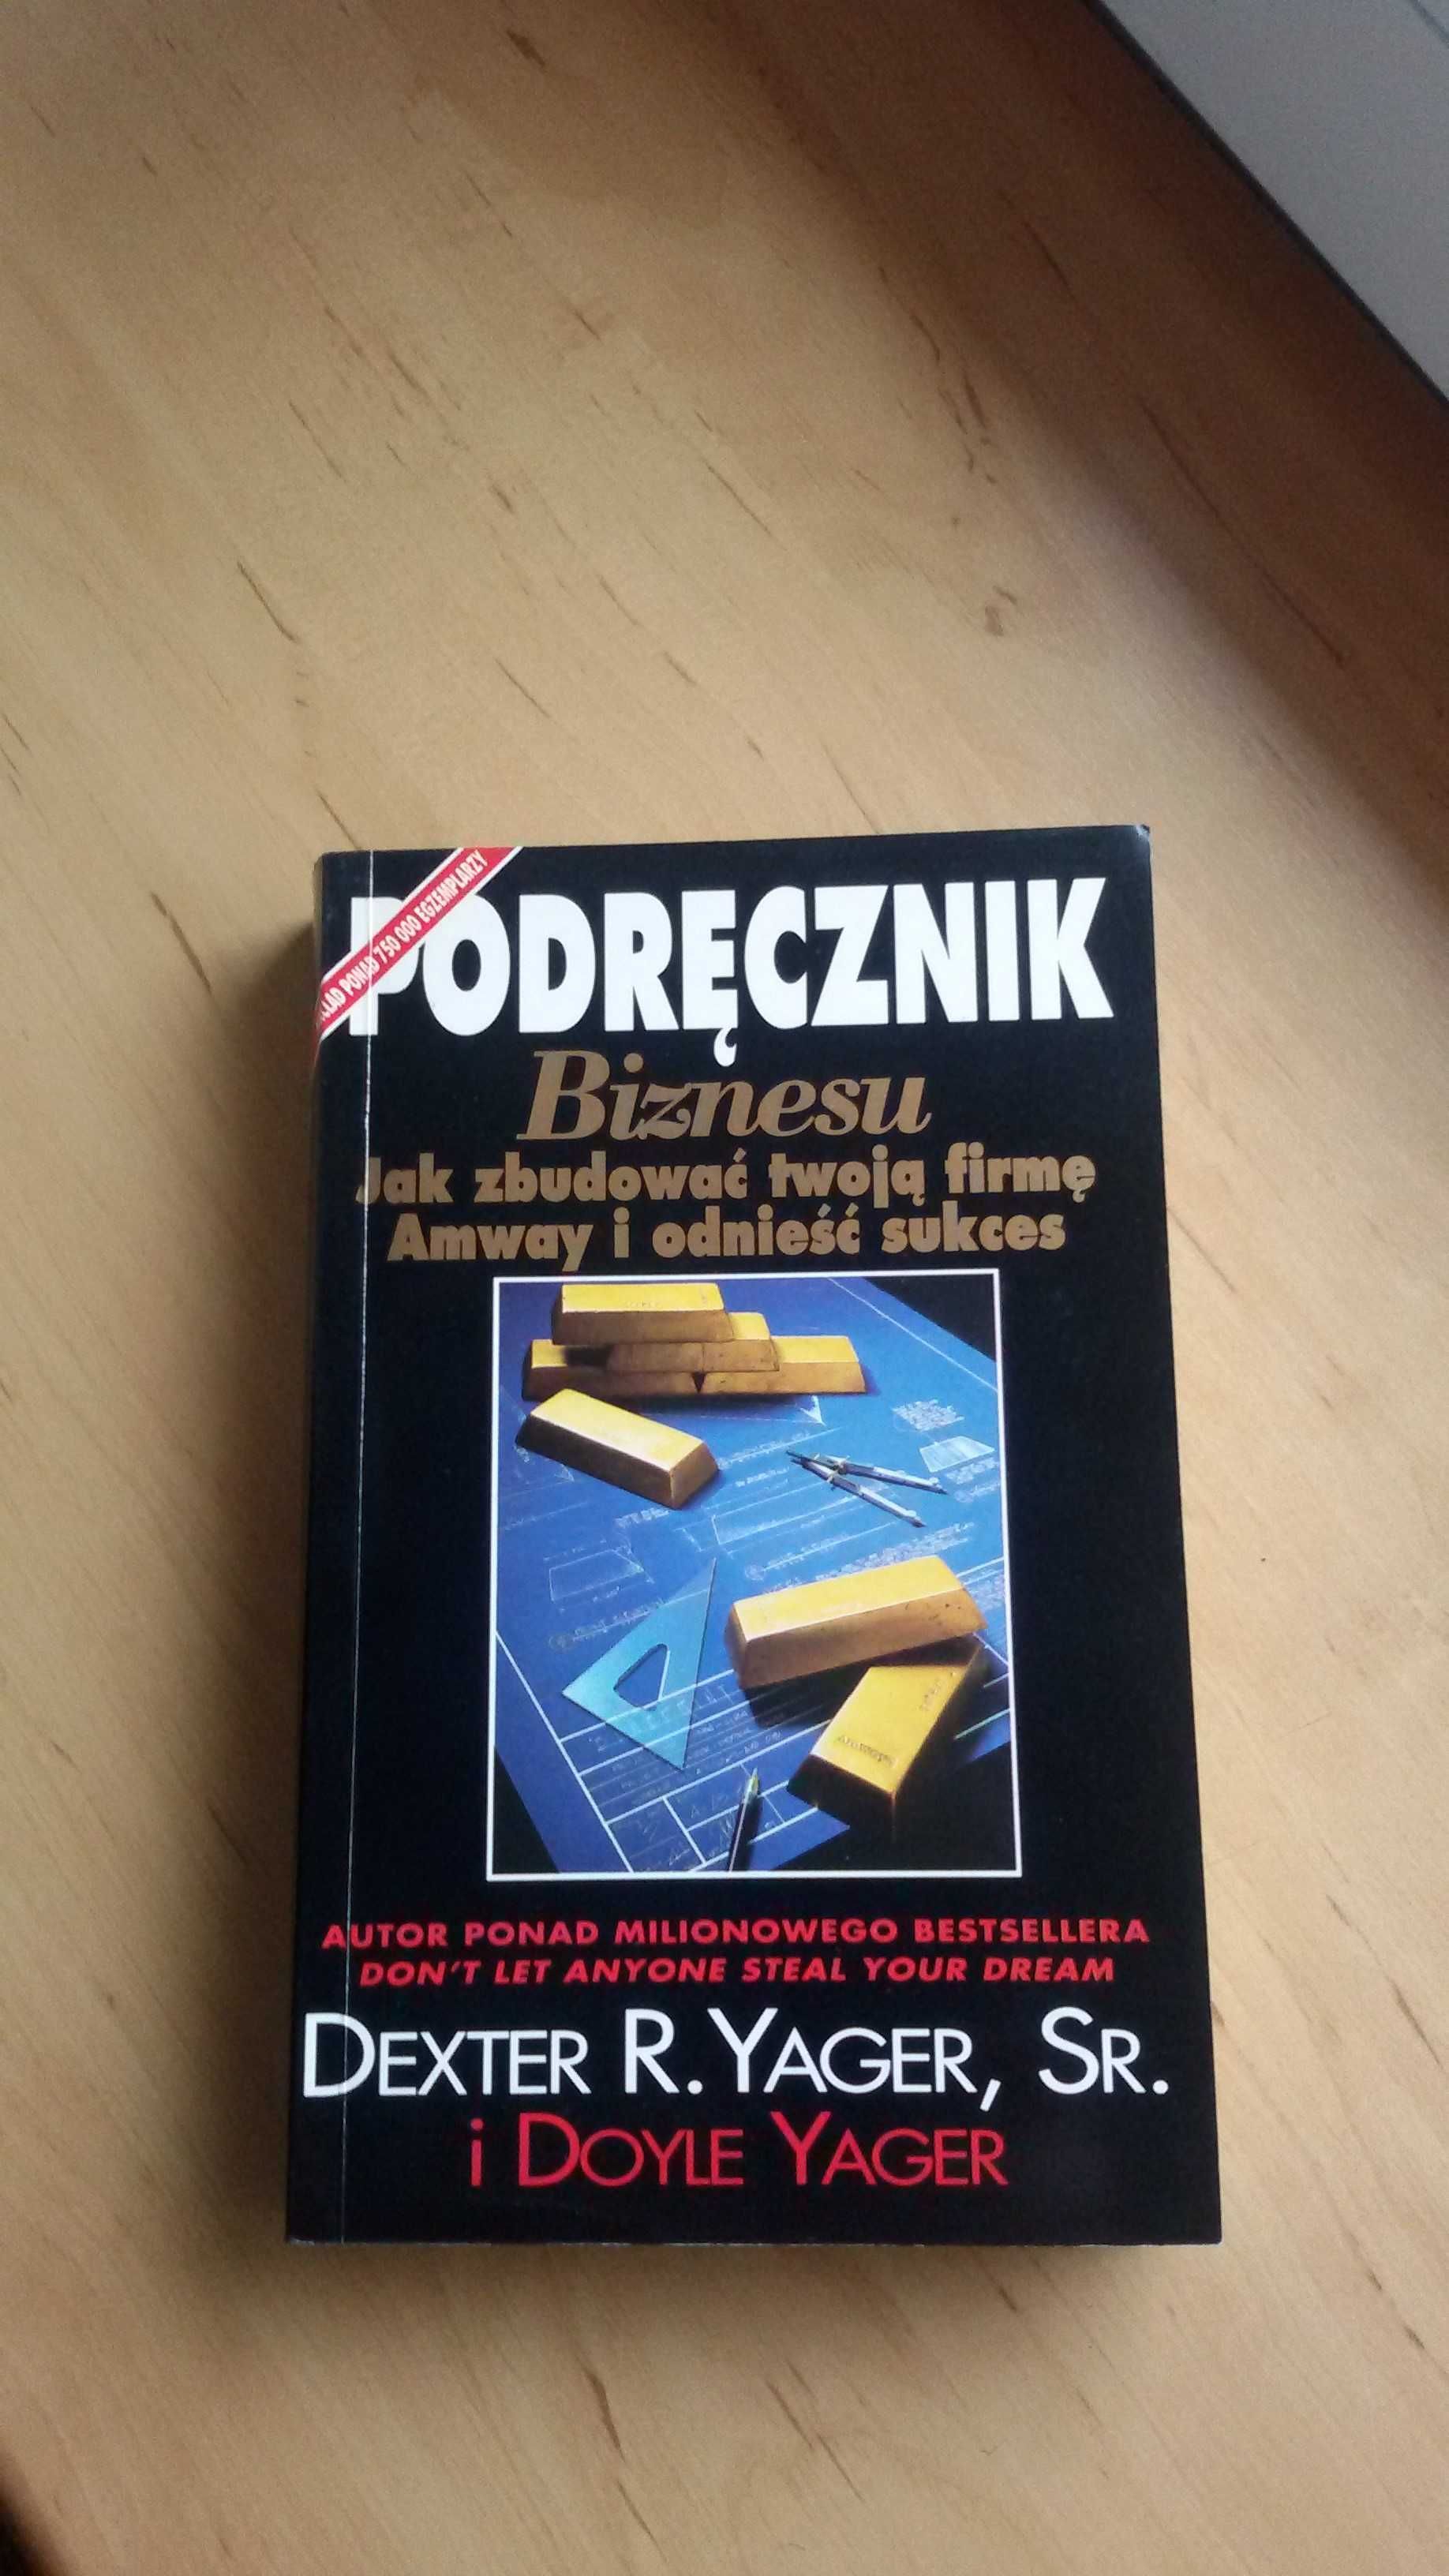 PONAD 750 000 EGZEMPLARZY
PODRĘCZNIK
Biznesu
Jak zbudować twoją firmę
Amway i odnieść sukces
AUTOR PONAD MILIONOWEGO BESTSELLERA
DON'T LET ANYONE STEAL YOUR DREAM
DEXTER R. YAGER, SR.
i DOYLE YAGER